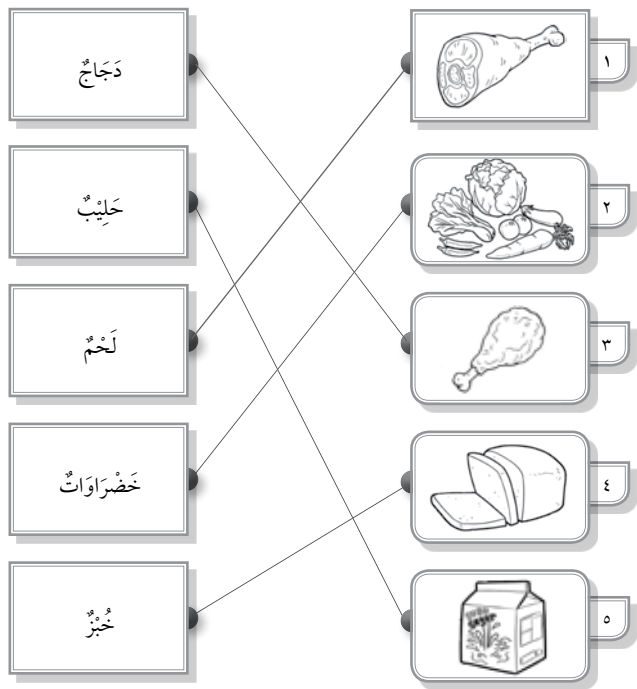 ١
دَجَاجٌ
٢
حَلِيْبٌ
٣
لَحْمٌ
٤
خَضْرَاوَاتٌ
٥
خُبْزٌ